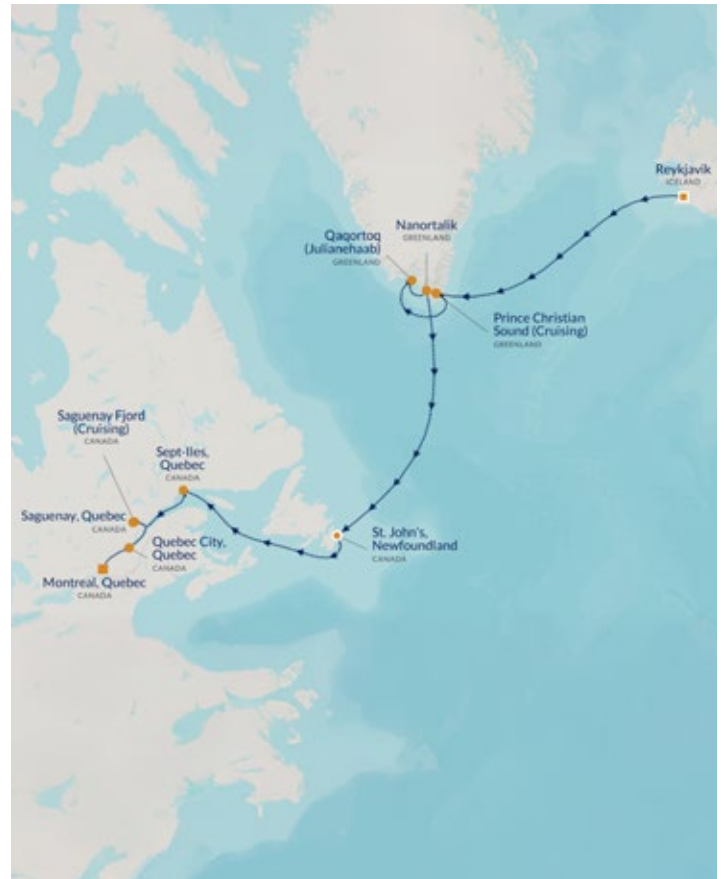 Reykjavik
ICELAND
Nanortalik
GREENLAND
Qaqortoq
(Julianehaab)
GREENLAND
Prince Christian
Sound (Cruising)
GREENLAND
Saguenay Fjord
(Cruising)
CANADA
Sept-Iles,
Quebec
CANADA
Saguenay, Quebec
CANADA
Quebec City,
Quebec
CANADA
St. John's,
Newfoundland
CANADA
Montreal, Quebec
CANADA